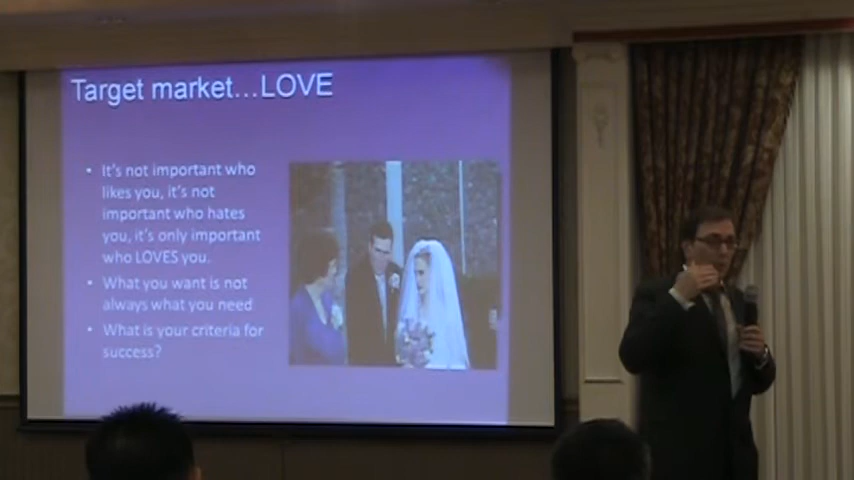 Target market...LOVE
• It's not important who
likes you, it's not
important who hates
you, it's only important
who LOVES you.
• What you want is not
always what you need
• What is your criteria for
success?